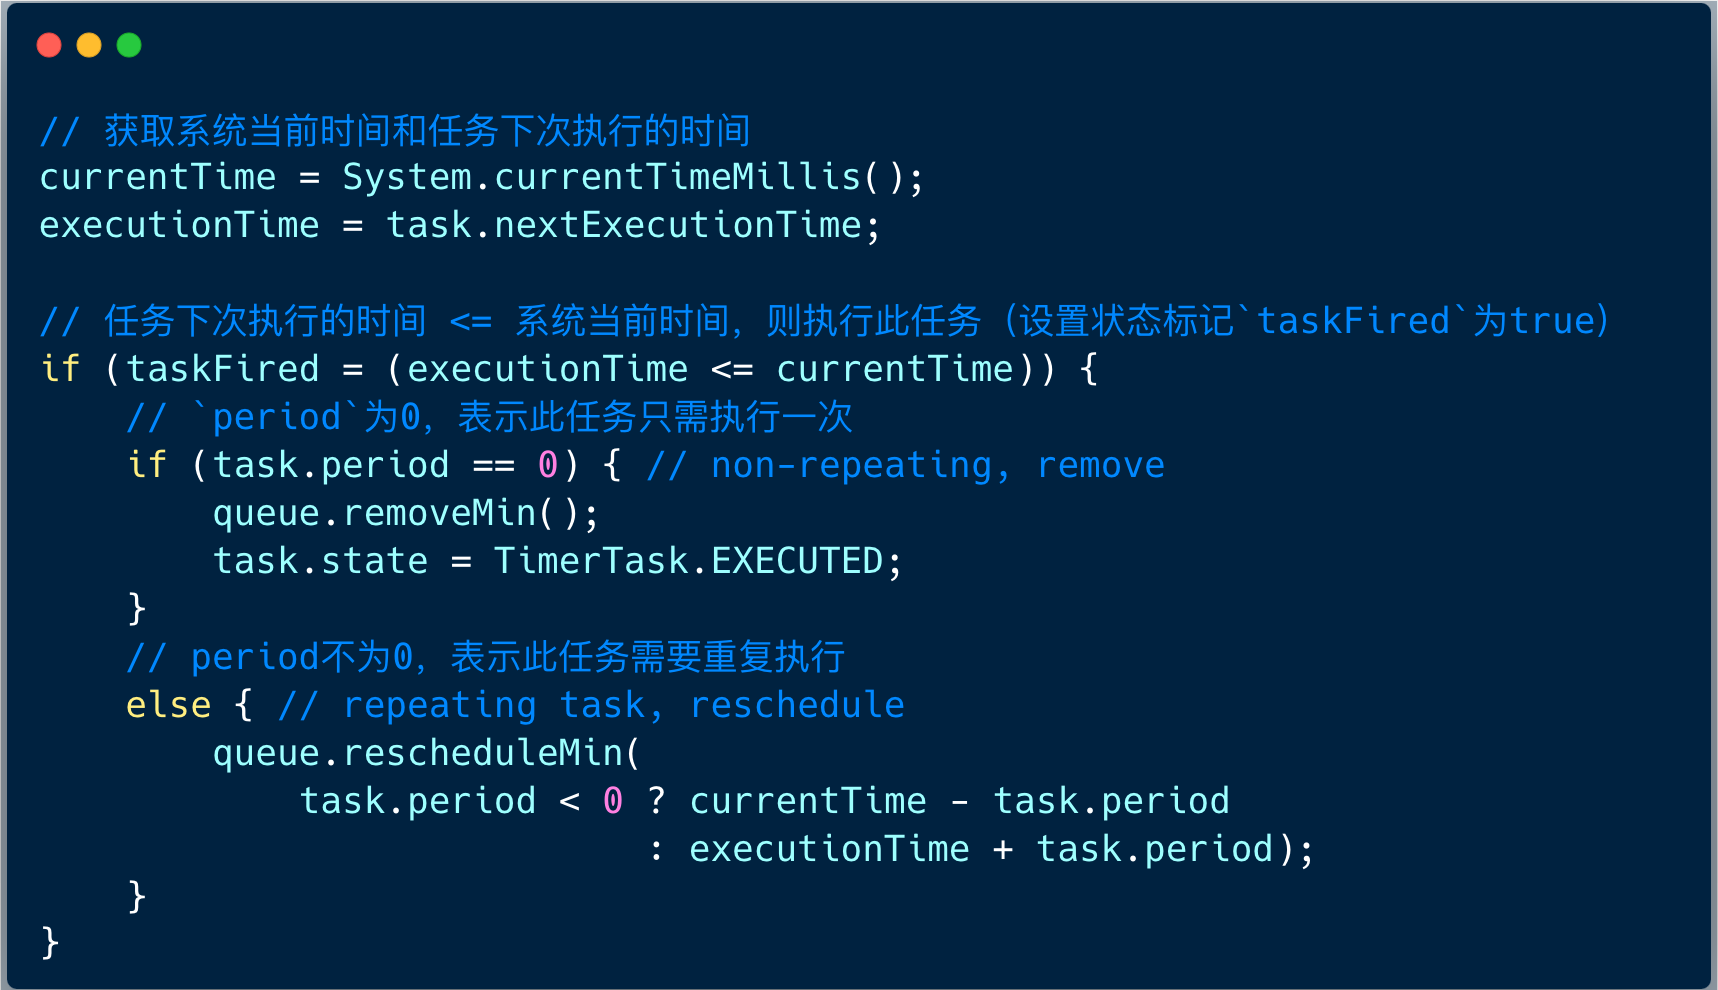 // 获取系统当前时间和任务下次执行的时间
currentTime = System.currentTimeMillis();
executionTime = task.nextExecutionTime;
// 任务下次执行的时间 <= 系统当前时间，则执行此任务（设置状态标记`taskFired`为true）
if (taskFired = (executionTime <= currentTime)) {
// `period`为0，表示此任务只需执行一次
if (task.period == 0) { // non-repeating, remove
queue.removeMin();
task.state = TimerTask.EXECUTED;
}
// period不为0，表示此任务需要重复执行
else { // repeating task, reschedule
queue.rescheduleMin(
task.period < 0 ? currentTime - task.period
: executionTime + task.period);
}
}